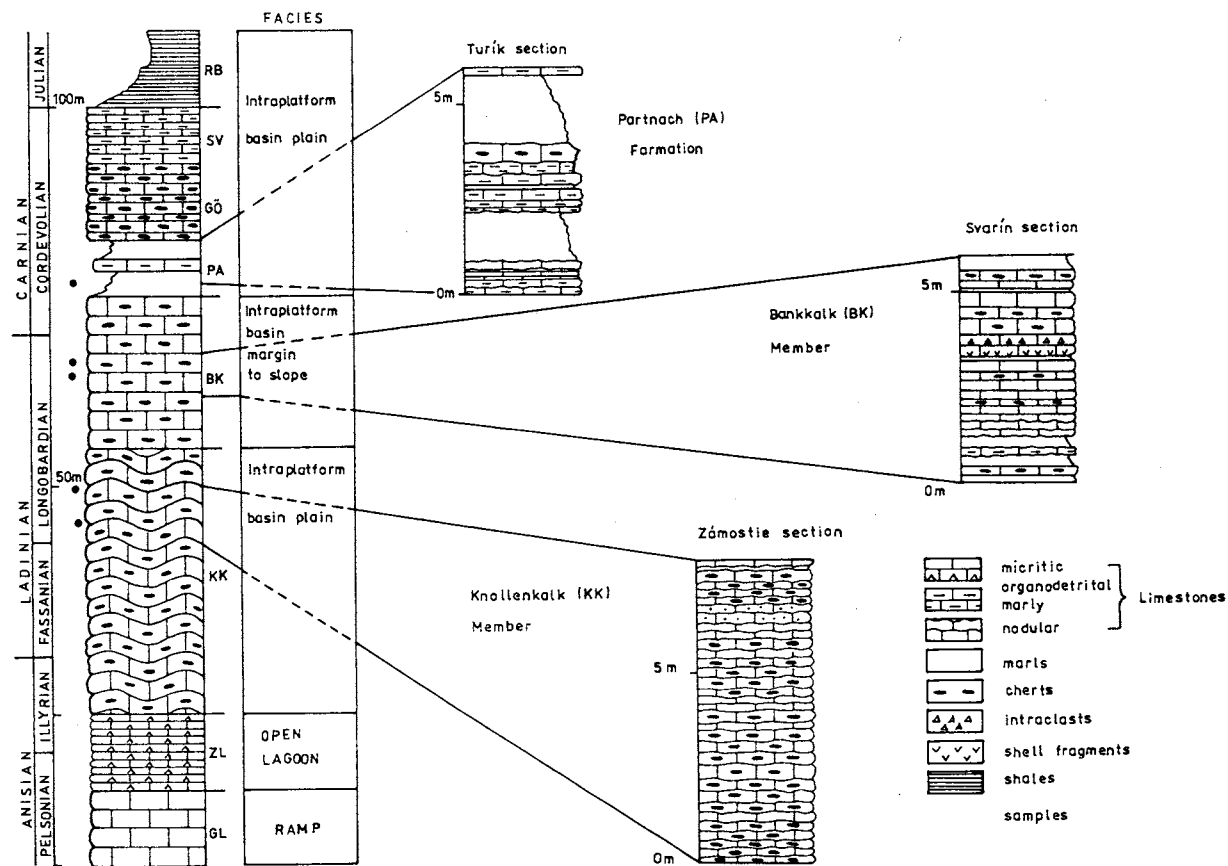 FACIES
JULIAN
CARNIAN
CORDEVOLIAN
LADINIAN
LONGOBARDIAN
FASSANIAN
ANISIAN
ILLYRIAN
PELSONIAN
100m
50m
RB
SV
GÖ
PA
BK
KK
ZL
GL
Intraplatform
basin plain
Intraplatform
basin
margin
to slope
Intraplatform
basin plain
OPEN
LAGOON
RAMP
Turík section
5m
0m
Partnach (PA)
Farmation
Svarín section
5m
0m
Bankkalk (BK)
Member
Zámostie section
5m
0m
Knollenkalk (KK)
Member
micritic
organodetrital
marly
nodular
Limestones
marls
cherts
intraclasts
shell fragments
shales
samples